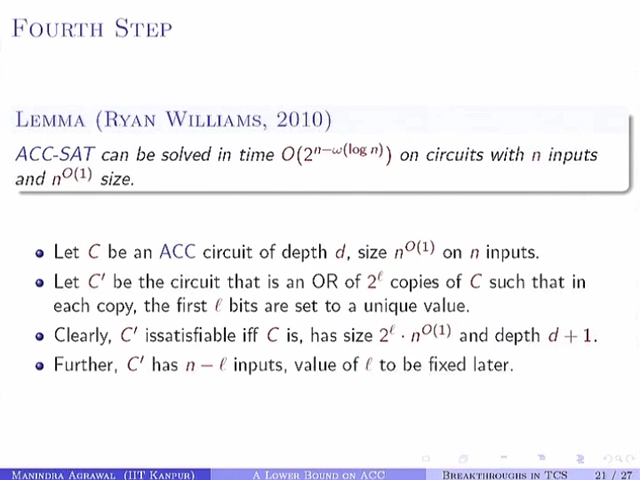 FOURTH STEP
LEMMA (RYAN WILLIAMS, 2010)
ACC-SAT can be solved in time O(2^{n−ω(log n)}) on circuits with n inputs
and n^{O(1)} size.
Let C be an ACC circuit of depth d, size n^{O(1)} on n inputs.
Let C′ be the circuit that is an OR of 2^ℓ copies of C such that in
each copy, the first ℓ bits are set to a unique value.
Clearly, C′ issatisfiable iff C is, has size 2^ℓ · n^{O(1)} and depth d + 1.
Further, C′ has n − ℓ inputs, value of ℓ to be fixed later.
MANINDRA AGRAWAL (IIT KANPUR) A LOWER BOUND ON ACC BREAKTHROUGHS IN TCS 21 / 27